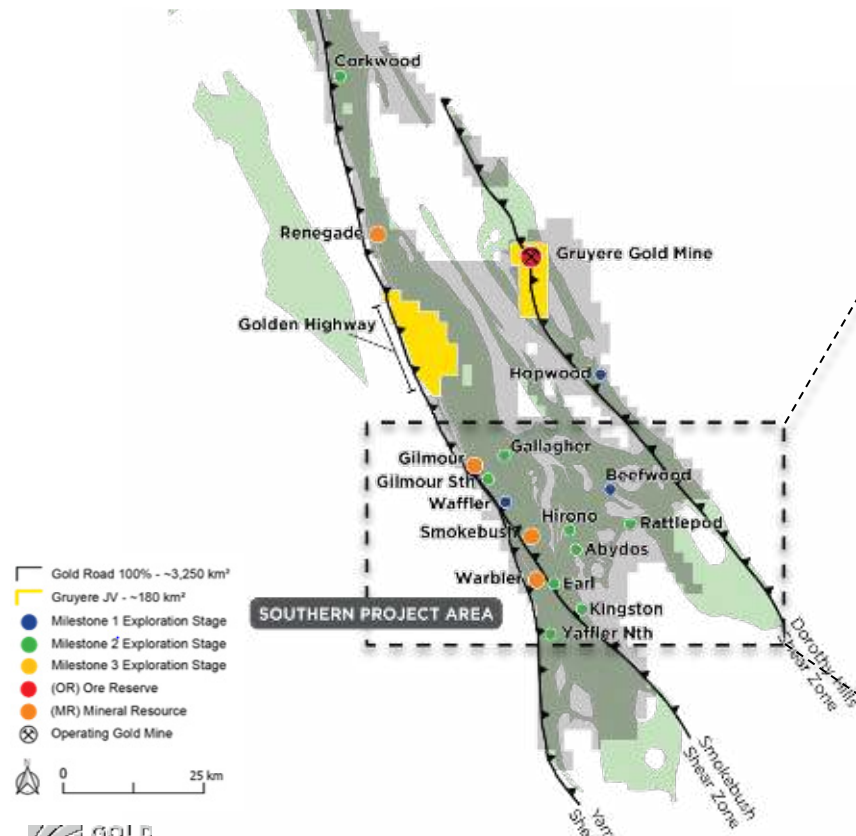 Corkwood
Renegade
Gruyere Gold Mine
Golden Highway
Hopwood
Gallagher
Gilmour
Gilmour Sth
Beefwood
Waffler
Hirono
Rattlepod
Smokebush
Abydos
Warbler
Earl
Kingston
Yaffler Nth
SOUTHERN PROJECT AREA
Gold Road 100% - ~3,250 km²
Gruyere JV - ~180 km²
Milestone 1 Exploration Stage
Milestone 2 Exploration Stage
Milestone 3 Exploration Stage
(OR) Ore Reserve
(MR) Mineral Resource
Operating Gold Mine
N
0
25 km
Dorothy Hills
Shear Zone
Smokebush
Shear Zone
GOLD